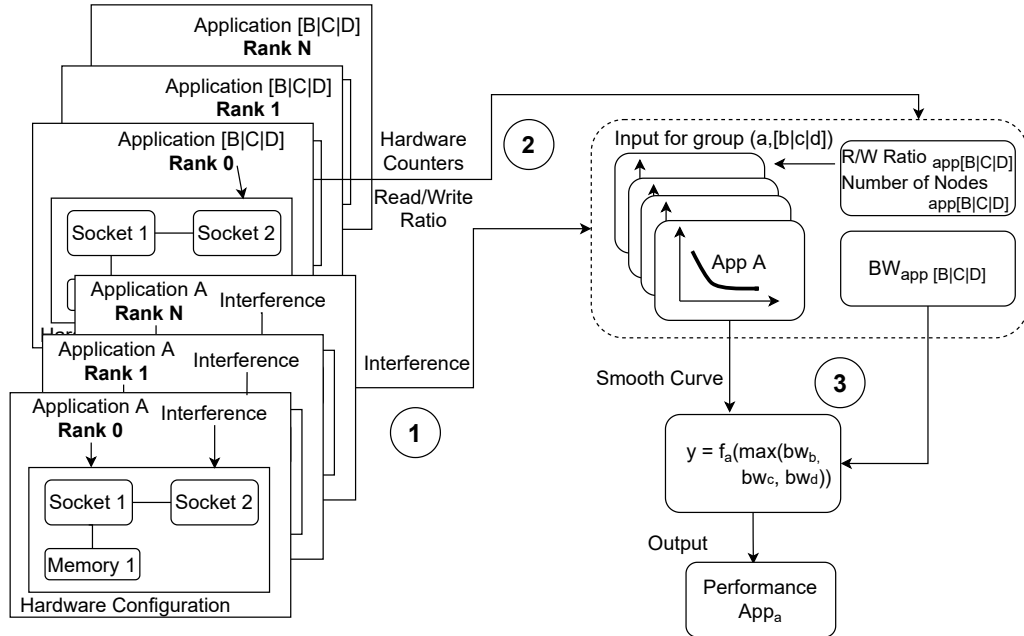 Application [B|C|D]
Rank N
Application [B|C|D]
Rank 1
Application [B|C|D]
Rank 0
Socket 1
Socket 2
Application A
Rank N
Interference
Application A
Rank 1
Interference
Application A
Rank 0
Interference
Socket 1
Socket 2
Memory 1
Hardware Configuration
Hardware
Counters
Read/Write
Ratio
2
Interference
1
Input for group (a,[b|c|d])
App A
R/W Ratio app[B|C|D]
Number of Nodes
app[B|C|D]
BWapp [B|C|D]
Smooth Curve
3
y = fa(max(bwb,
bwc, bwd))
Output
Performance
Appa